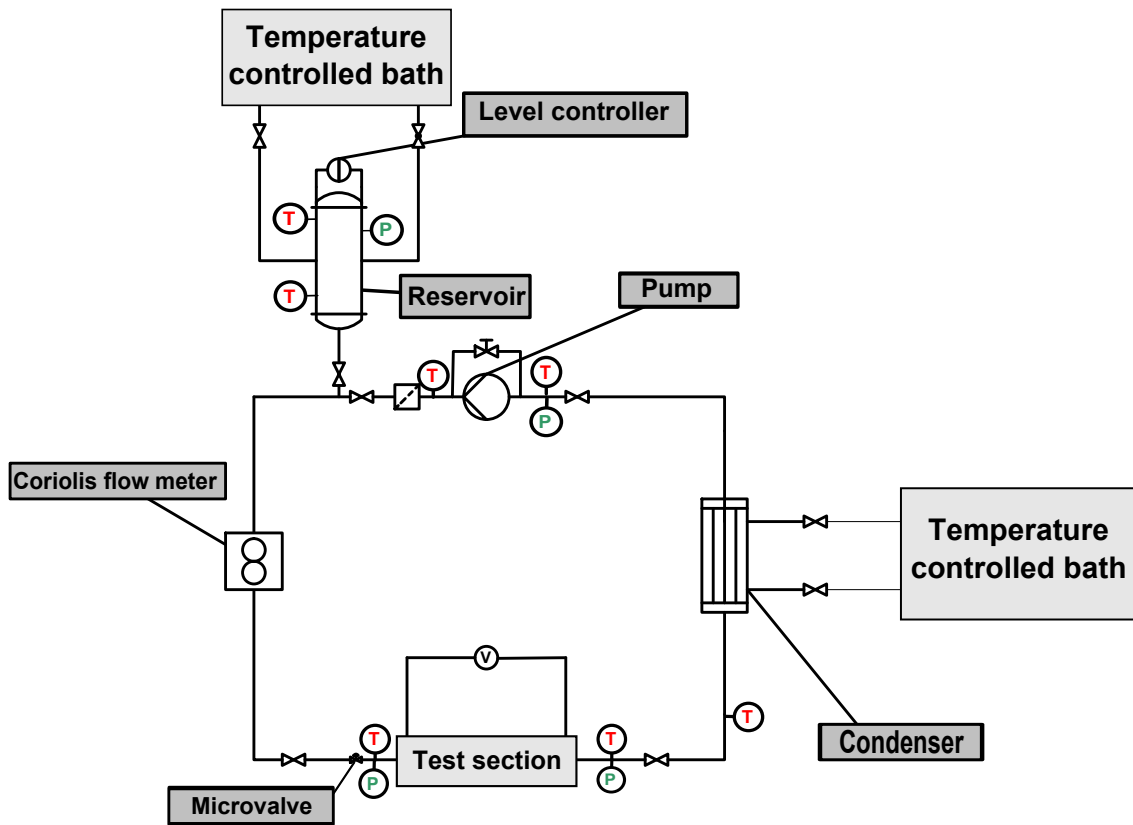 Temperature
controlled bath
Level controller
T
P
T
Reservoir
Pump
T
T
P
Coriolis flow meter
Temperature
controlled bath
V
T
T
T
Test section
P
P
Condenser
Microvalve